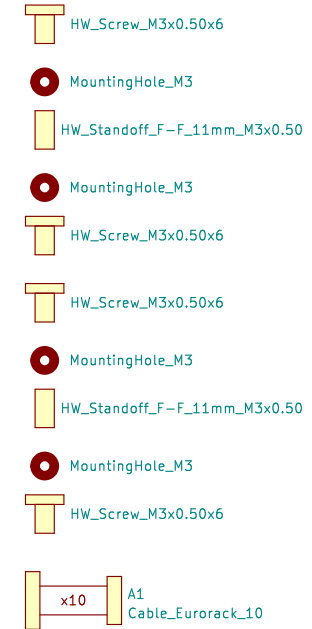 HW_Screw_M3x0.50x6
MountingHole_M3
HW_Standoff_F-F_11mm_M3x0.50
MountingHole_M3
HW_Screw_M3x0.50x6
HW_Screw_M3x0.50x6
MountingHole_M3
HW_Standoff_F-F_11mm_M3x0.50
MountingHole_M3
HW_Screw_M3x0.50x6
x10
A1
Cable_Eurorack_10